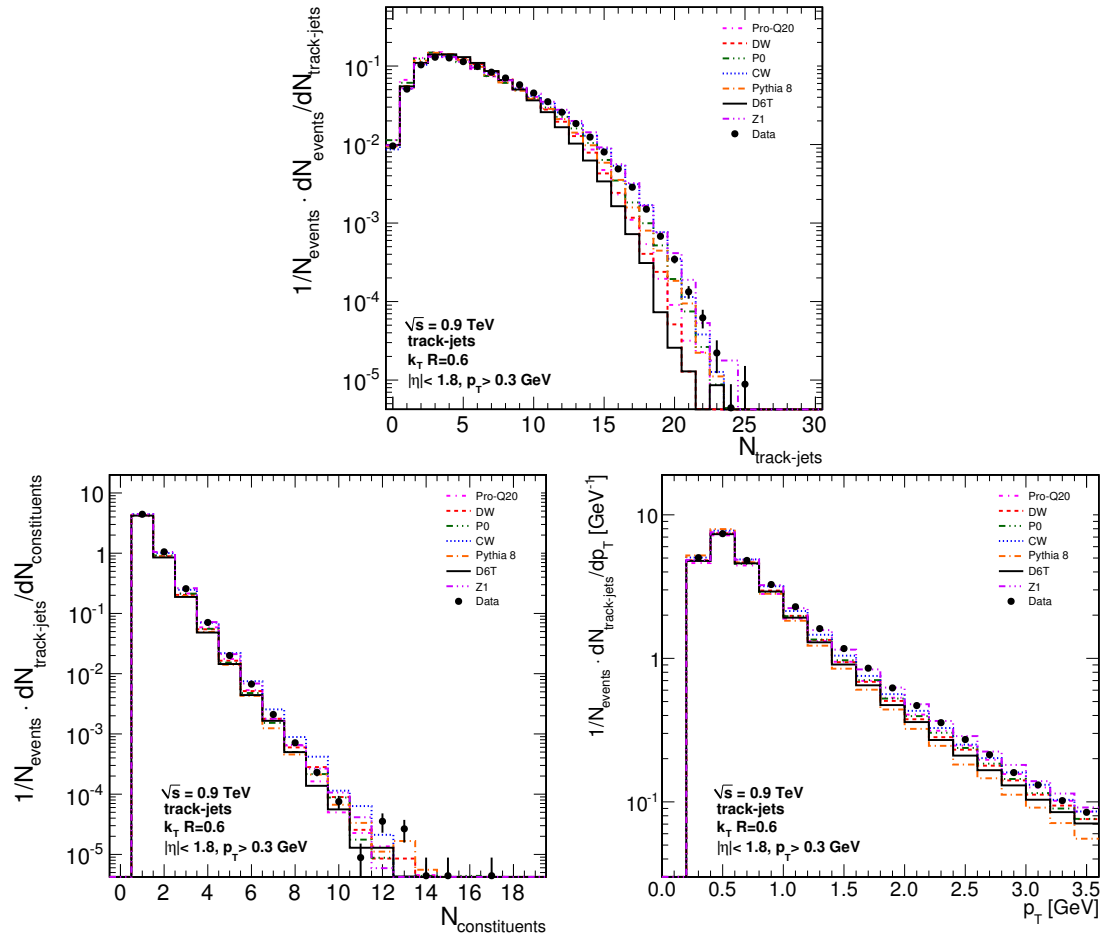 1/N_events · dN_events/dN_track-jets
10^-1
10^-2
10^-3
10^-4
10^-5
Pro-Q20
DW
P0
CW
Pythia 8
D6T
Z1
Data
√s = 0.9 TeV
track-jets
k_T R=0.6
|η|< 1.8, p_T> 0.3 GeV
0 5 10 15 20 25 30
N_track-jets
1/N_events · dN_track-jets/dN_constituents
10
1
10^-1
10^-2
10^-3
10^-4
10^-5
Pro-Q20
DW
P0
CW
Pythia 8
D6T
Z1
Data
√s = 0.9 TeV
track-jets
k_T R=0.6
|η|< 1.8, p_T> 0.3 GeV
0 2 4 6 8 10 12 14 16 18
N_constituents
1/N_events · dN_track-jets/dp_T [GeV^-1]
10
1
10^-1
Pro-Q20
DW
P0
CW
Pythia 8
D6T
Z1
Data
√s = 0.9 TeV
track-jets
k_T R=0.6
|η|< 1.8, p_T> 0.3 GeV
0.0 0.5 1.0 1.5 2.0 2.5 3.0 3.5
p_T [GeV]